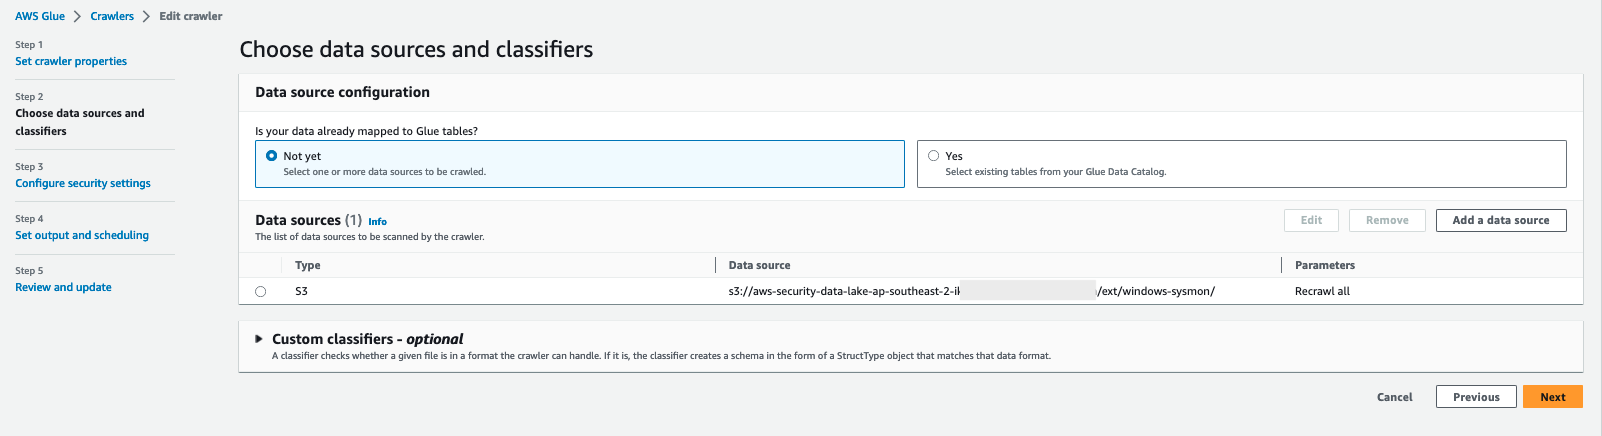 AWS Glue > Crawlers > Edit crawler
Step 1
Set crawler properties
Step 2
Choose data sources and
classifiers
Step 3
Configure security settings
Step 4
Set output and scheduling
Step 5
Review and update
Choose data sources and classifiers
Data source configuration
Is your data already mapped to Glue tables?
Not yet
Select one or more data sources to be crawled.
Yes
Select existing tables from your Glue Data Catalog.
Data sources (1) Info
The list of data sources to be scanned by the crawler.
Edit
Remove
Add a data source
Type
Data source
Parameters
S3
s3://aws-security-data-lake-ap-southeast-2-i /ext/windows-sysmon/
Recrawl all
Custom classifiers - optional
A classifier checks whether a given file is in a format the crawler can handle. If it is, the classifier creates a schema in the form of a StructType object that matches that data format.
Cancel
Previous
Next